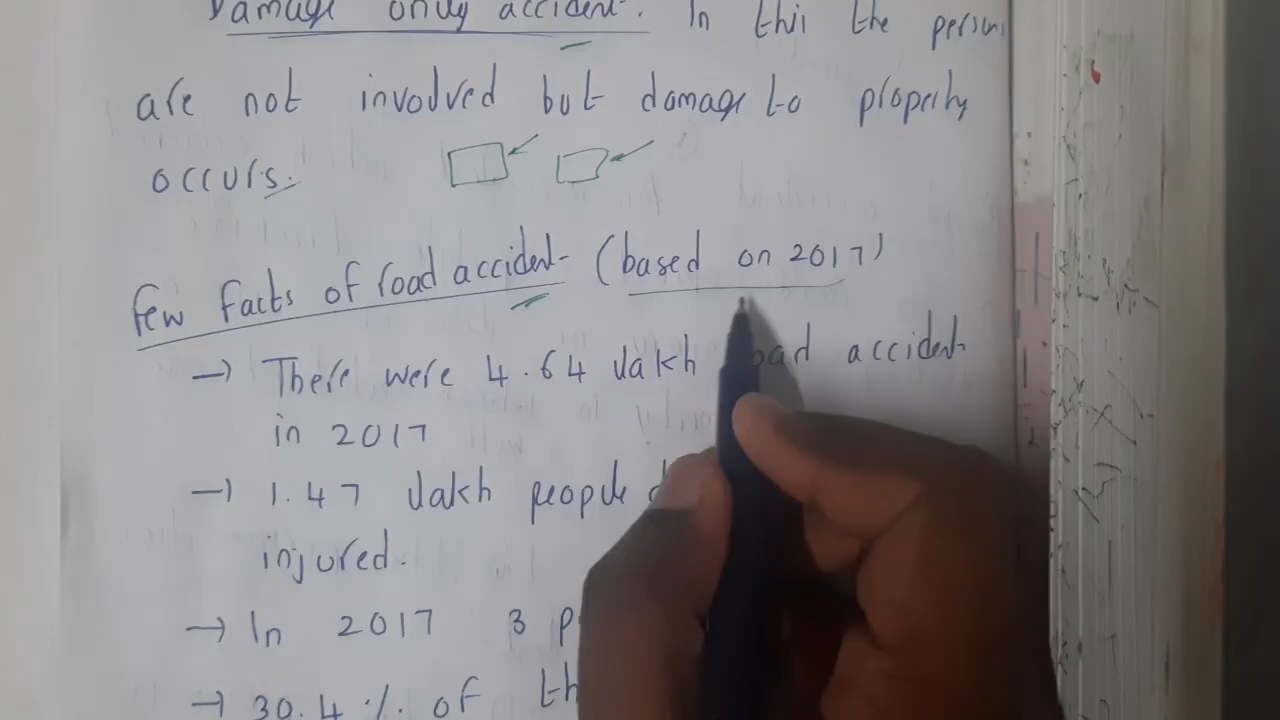 Damage only accident. In this the person
are not involved but damage to property
occurs.
Few Facts of road accident (based on 2017)
→ There were 4.64 lakh road accident
in 2017
→ 1.47 lakh people
injured.
→ In 2017 3
→ 30.4 % of